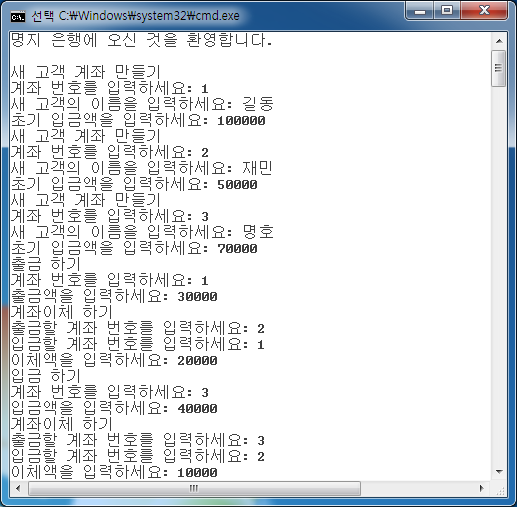 선택 C:₩Windows₩system32₩cmd.exe
명지 은행에 오신 것을 환영합니다.
새 고객 계좌 만들기
계좌 번호를 입력하세요: 1
새 고객의 이름을 입력하세요: 길동
초기 입금액을 입력하세요: 100000
새 고객 계좌 만들기
계좌 번호를 입력하세요: 2
새 고객의 이름을 입력하세요: 재민
초기 입금액을 입력하세요: 50000
새 고객 계좌 만들기
계좌 번호를 입력하세요: 3
새 고객의 이름을 입력하세요: 명호
초기 입금액을 입력하세요: 70000
출금 하기
계좌 번호를 입력하세요: 1
출금액을 입력하세요: 30000
계좌이체 하기
출금할 계좌 번호를 입력하세요: 2
입금할 계좌 번호를 입력하세요: 1
이체액을 입력하세요: 20000
입금 하기
계좌 번호를 입력하세요: 3
입금액을 입력하세요: 40000
계좌이체 하기
출금할 계좌 번호를 입력하세요: 3
입금할 계좌 번호를 입력하세요: 2
이체액을 입력하세요: 10000